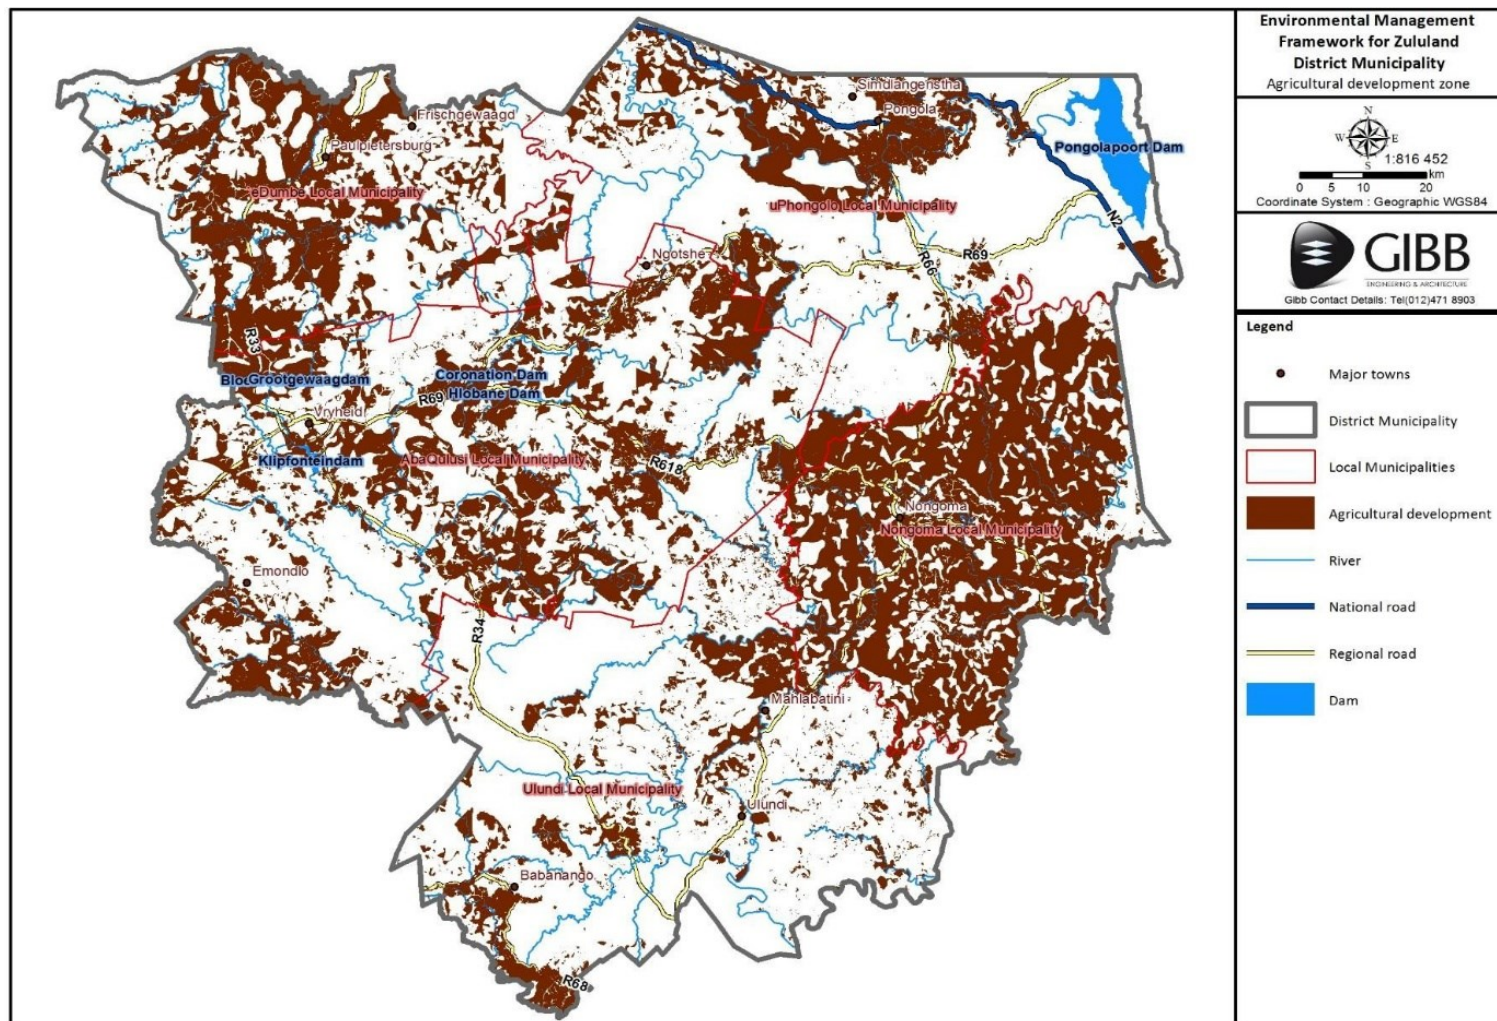 Environmental Management
Framework for Zululand
District Municipality
Agricultural development zone
N
W E
S
1:816 452
km
0 5 10 20
Coordinate System : Geographic WGS84
GIBB
ENGINEERING & ARCHITECTURE
Gibb Contact Details: Tel(012)471 8903
Legend
Major towns
District Municipality
Local Municipalities
Agricultural development
River
National road
Regional road
Dam
Simdlangenstha
Pongola
Frischgewaagd
Paulpietersburg
Pongolapoort Dam
eDumbe Local Municipality
uPhongolo Local Municipality
N2
Ngotshe
R69
R66
R33
Grootgewaagdam
Coronation Dam
Hlobane Dam
R69
Vryheid
Klipfonteindam
AbaQulusi Local Municipality
R618
Nongoma
Nongoma Local Municipality
Emondlo
R34
Mahlabatini
Ulundi Local Municipality
Ulundi
Babanango
R68